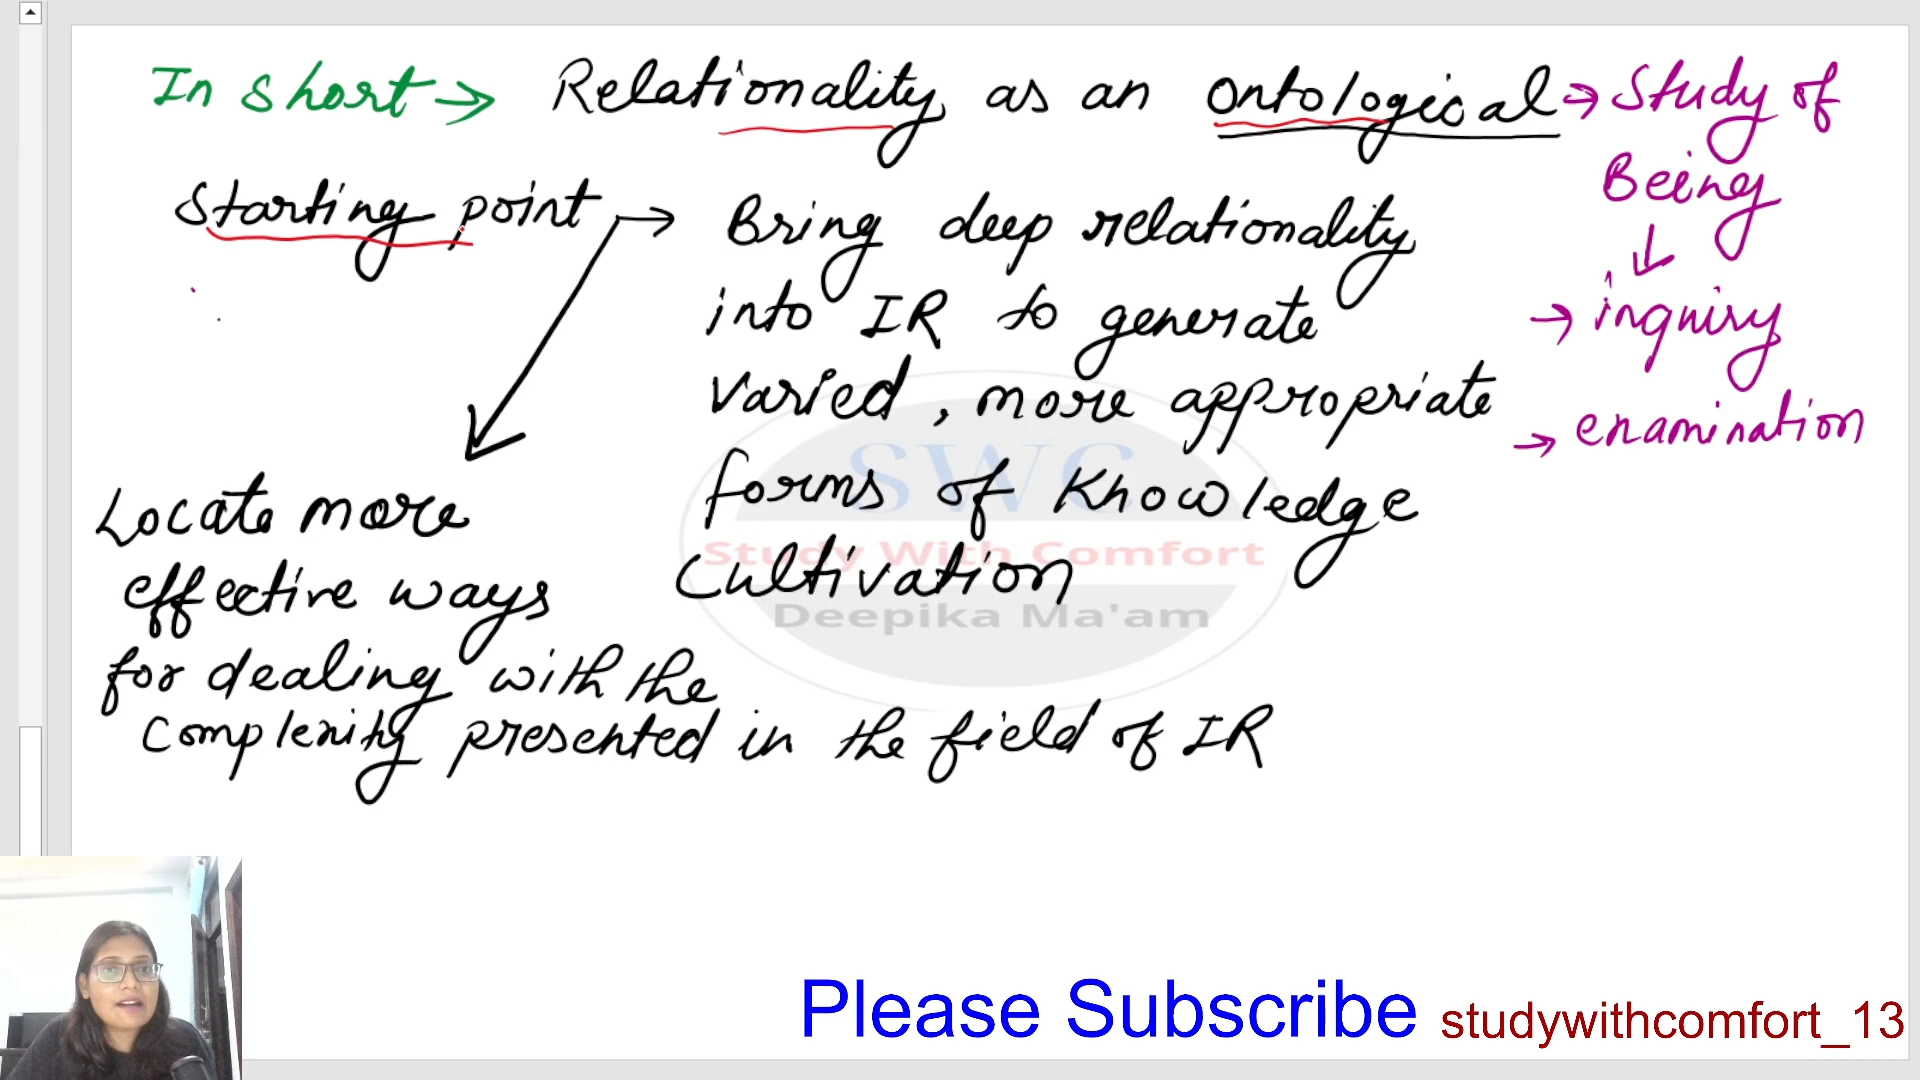 In short → Relationality as an ontological → Study of
Being
↓
→ inquiry
→ examination
Starting point → Bring deep relationality
into IR to generate
varied, more appropriate
forms of Knowledge
Cultivation
Locate more
effective ways
for dealing with the
Complexity presented in the field of IR
SWC
Study With Comfort
Deepika Ma'am
Please Subscribe studywithcomfort_13